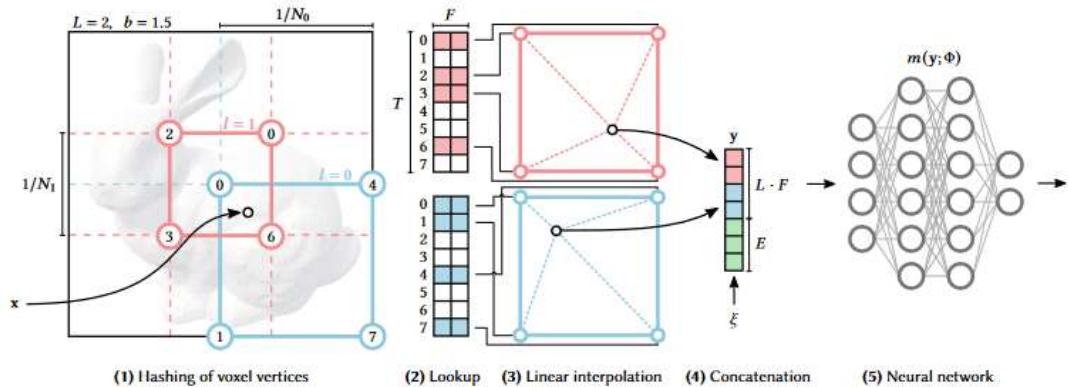 L = 2, b = 1.5
1/N₀
l = 1
l = 0
1/N₁
2
0
0
4
3
6
1
7
x
(1) Hashing of voxel vertices
F
T
0
1
2
3
4
5
6
7
0
1
2
3
4
5
6
7
(2) Lookup
(3) Linear interpolation
y
L · F
E
ξ
(4) Concatenation
m(y; Φ)
(5) Neural network